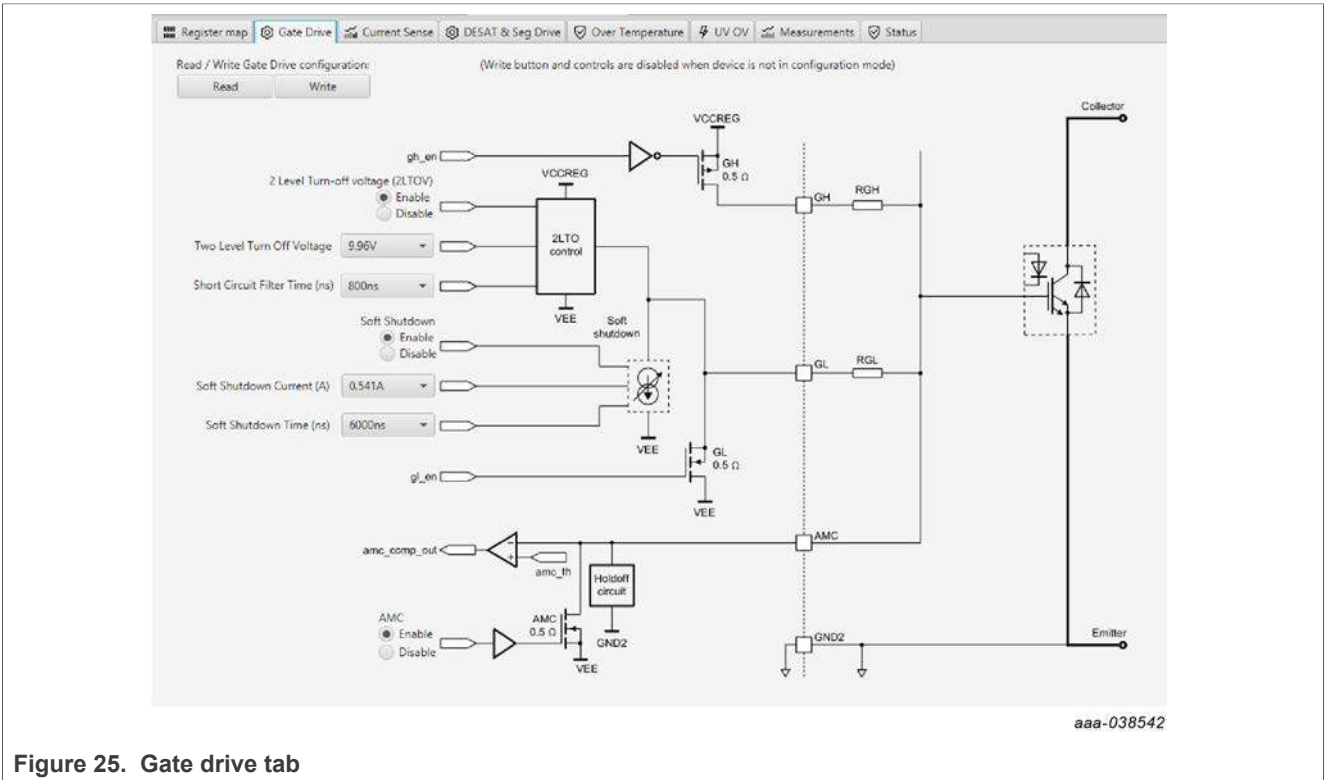 Register map Gate Drive Current Sense DESAT & Seg Drive Over Temperature UV OV Measurements Status
Read / Write Gate Drive configuration:
(Write button and controls are disabled when device is not in configuration mode)
Read Write
Collector
VCCREG
gh_en
GH
0.5 Ω
2 Level Turn-off voltage (2LTOV)
VCCREG
Enable
Disable
GH RGH
Two Level Turn Off Voltage 9.96V
2LTO
control
Short Circuit Filter Time (ns) 800ns
VEE
Soft
shutdown
Soft Shutdown
Enable
Disable
GL RGL
Soft Shutdown Current (A) 0.541A
Soft Shutdown Time (ns) 6000ns
VEE
GL
0.5 Ω
gl_en
VEE
AMC
amc_comp_out
-
+
amc_th
Holdoff
circuit
GND2
AMC
Enable
Disable
AMC
0.5 Ω
VEE
GND2
Emitter
aaa-038542
Figure 25. Gate drive tab